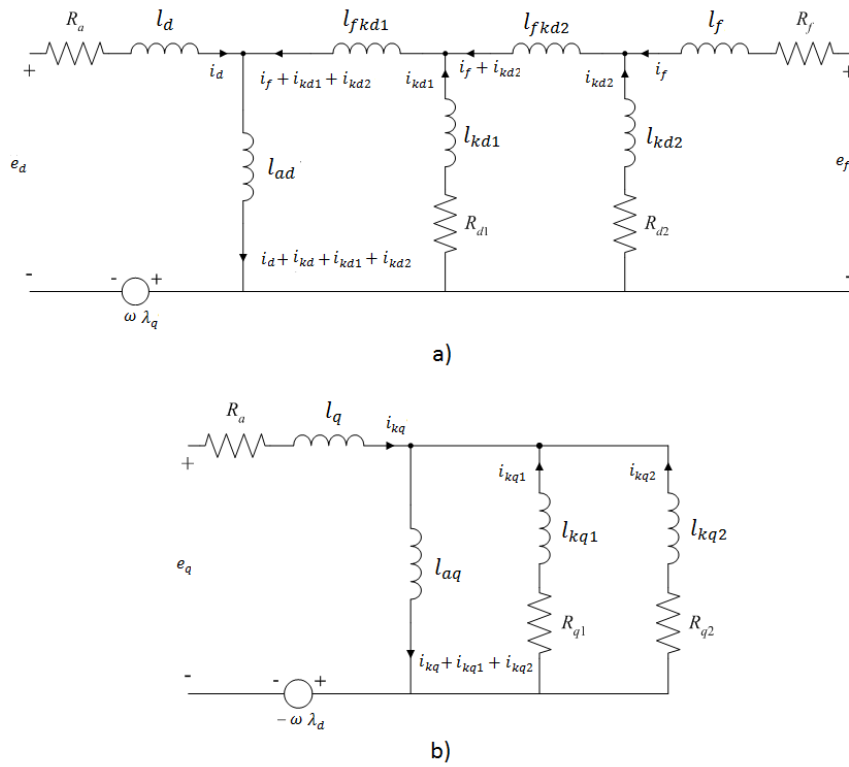 R_a l_d l_fkd1 l_fkd2 l_f R_f
+ i_d i_f + i_kd1 + i_kd2 i_kd1 i_f + i_kd2 i_kd2 i_f +
l_kd1 l_kd2
e_d l_ad e_f
R_d1 R_d2
i_d + i_kd + i_kd1 + i_kd2
- - + -
ω λ_q
a)
R_a l_q i_kq
+ i_kq1 i_kq2
l_kq1 l_kq2
e_q l_aq
R_q1 R_q2
i_kq + i_kq1 + i_kq2
- - +
- ω λ_d
b)